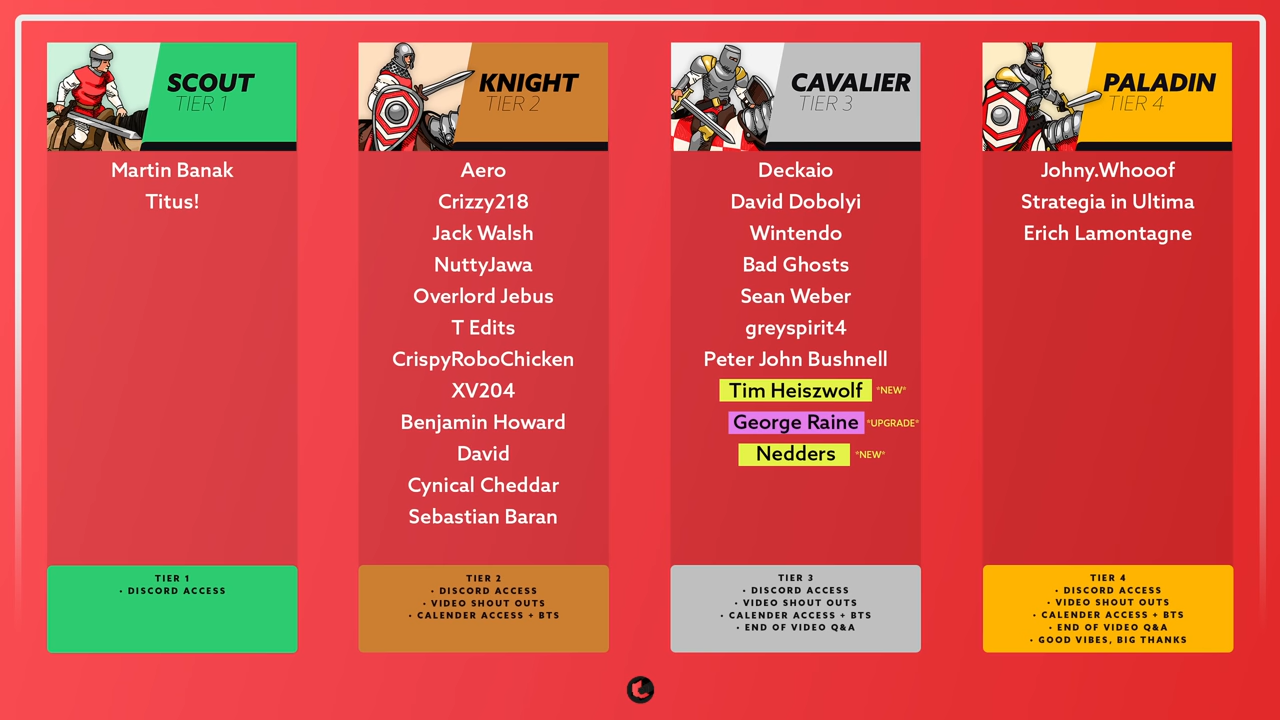 SCOUT
TIER 1
Martin Banak
Titus!
TIER 1
· DISCORD ACCESS
KNIGHT
TIER 2
Aero
Crizzy218
Jack Walsh
NuttyJawa
Overlord Jebus
T Edits
CrispyRoboChicken
XV204
Benjamin Howard
David
Cynical Cheddar
Sebastian Baran
TIER 2
· DISCORD ACCESS
· VIDEO SHOUT OUTS
· CALENDER ACCESS + BTS
CAVALIER
TIER 3
Deckaio
David Dobolyi
Wintendo
Bad Ghosts
Sean Weber
greyspirit4
Peter John Bushnell
Tim Heiszwolf *NEW*
George Raine *UPGRADE*
Nedders *NEW*
TIER 3
· DISCORD ACCESS
· VIDEO SHOUT OUTS
· CALENDER ACCESS + BTS
· END OF VIDEO Q&A
PALADIN
TIER 4
Johny.Whooof
Strategia in Ultima
Erich Lamontagne
TIER 4
· DISCORD ACCESS
· VIDEO SHOUT OUTS
· CALENDER ACCESS + BTS
· END OF VIDEO Q&A
· GOOD VIBES, BIG THANKS